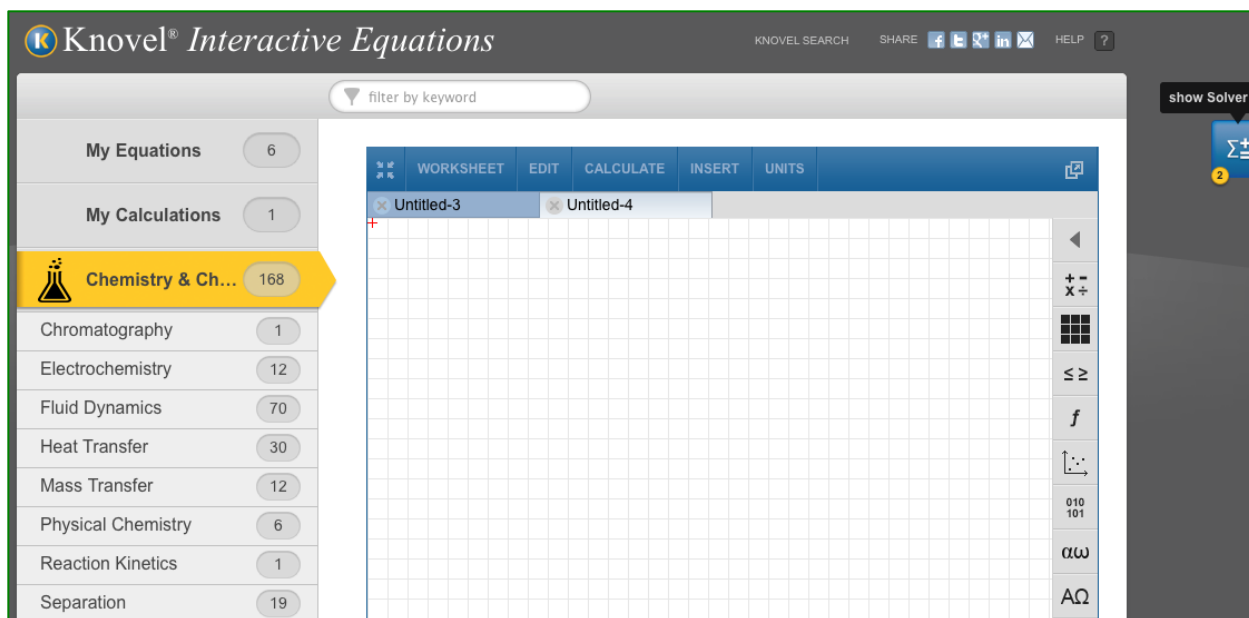 Knovel® Interactive Equations
KNOVEL SEARCH SHARE HELP ?
filter by keyword
show Solver
My Equations 6
My Calculations 1
Chemistry & Ch... 168
Chromatography 1
Electrochemistry 12
Fluid Dynamics 70
Heat Transfer 30
Mass Transfer 12
Physical Chemistry 6
Reaction Kinetics 1
Separation 19
WORKSHEET EDIT CALCULATE INSERT UNITS
Untitled-3 Untitled-4
+ -
x ÷
≤ ≥
f
010
101
αω
ΑΩ
Σ±
2